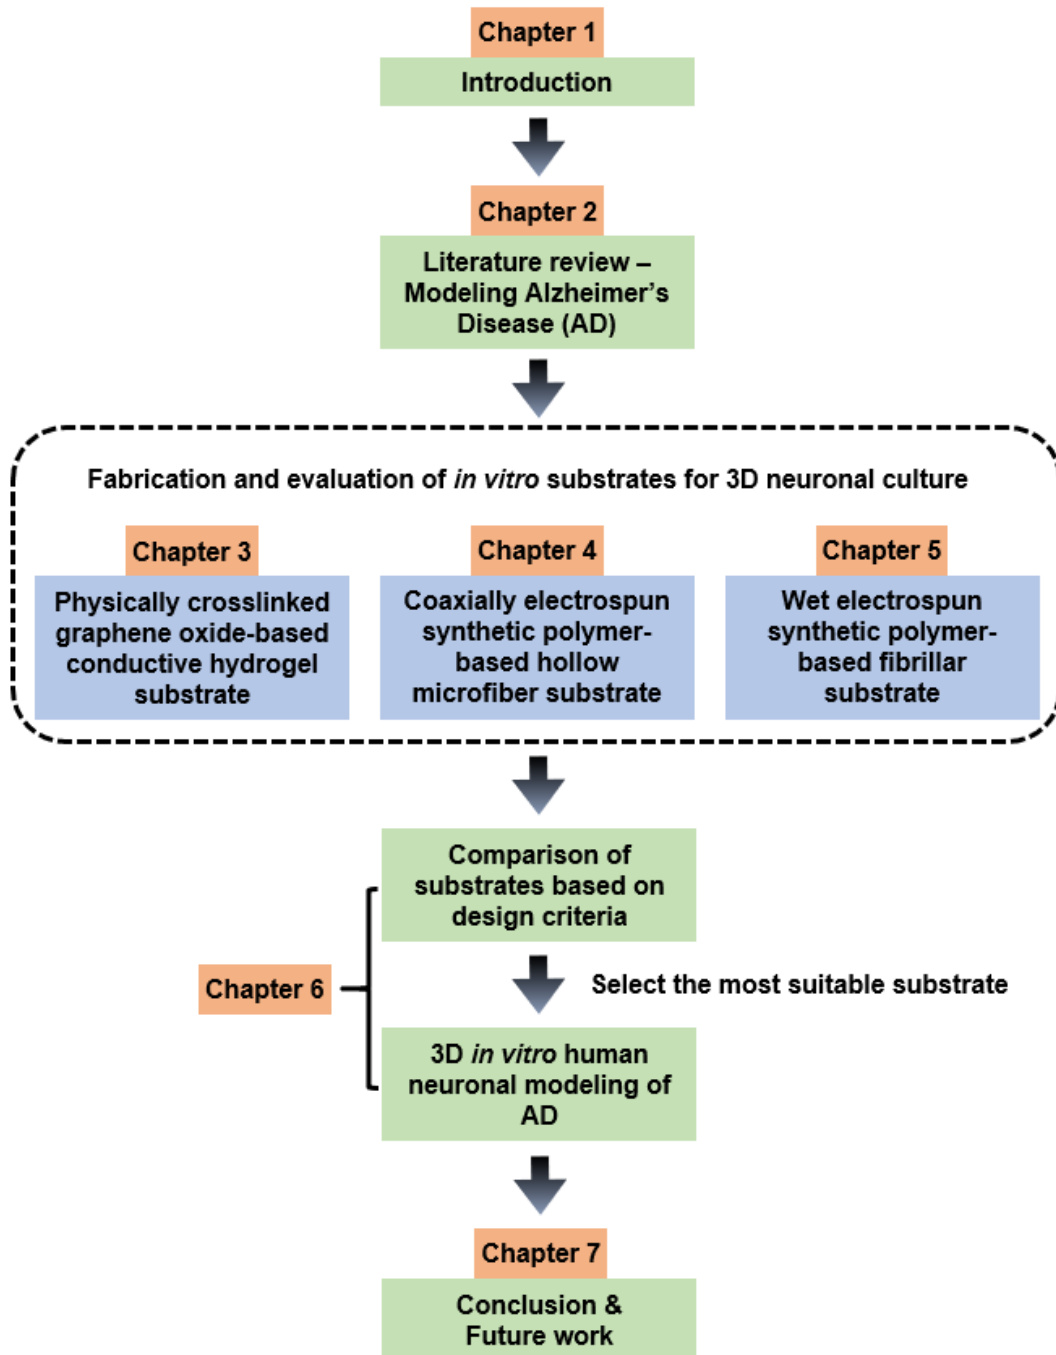 Chapter 1
Introduction
Chapter 2
Literature review –
Modeling Alzheimer's
Disease (AD)
Fabrication and evaluation of in vitro substrates for 3D neuronal culture
Chapter 3
Physically crosslinked
graphene oxide-based
conductive hydrogel
substrate
Chapter 4
Coaxially electrospun
synthetic polymer-
based hollow
microfiber substrate
Chapter 5
Wet electrospun
synthetic polymer-
based fibrillar
substrate
Comparison of
substrates based on
design criteria
Chapter 6
Select the most suitable substrate
3D in vitro human
neuronal modeling of
AD
Chapter 7
Conclusion &
Future work